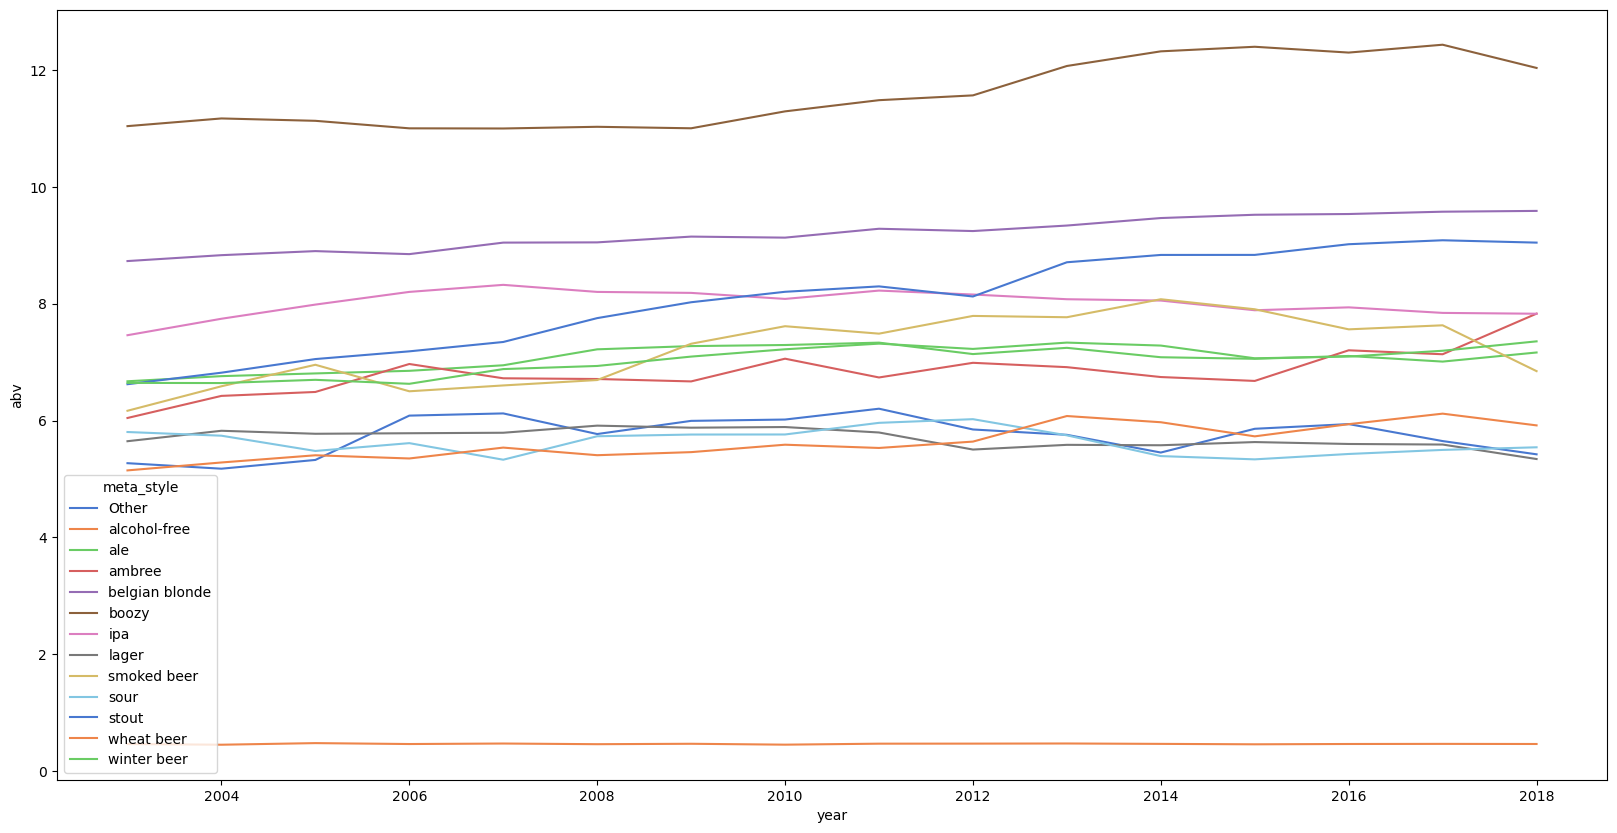 12
10
8
6
4
2
0
abv
meta_style
Other
alcohol-free
ale
ambree
belgian blonde
boozy
ipa
lager
smoked beer
sour
stout
wheat beer
winter beer
2004 2006 2008 2010 2012 2014 2016 2018
year